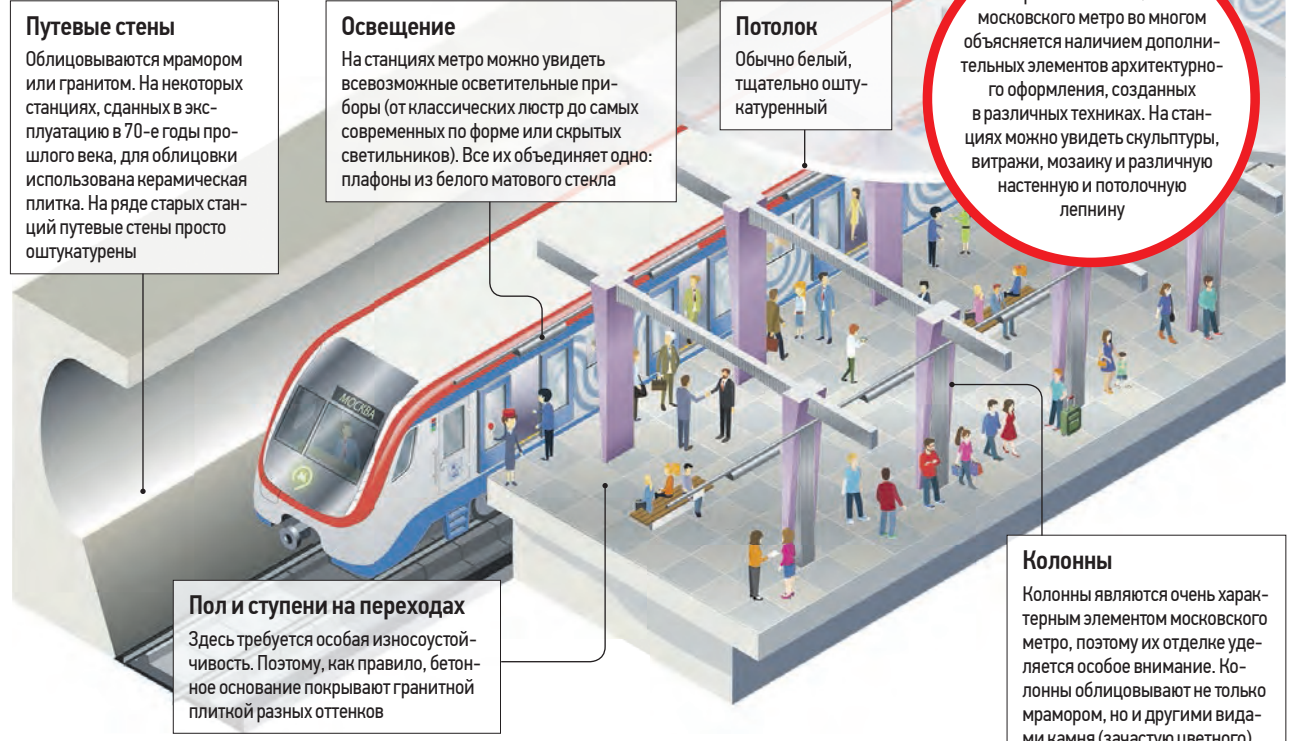 Путевые стены
Облицовываются мрамором
или гранитом. На некоторых
станциях, сданных в экс-
плуатацию в 70-е годы про-
шлого века, для облицовки
использована керамическая
плитка. На ряде старых стан-
ций путевые стены просто
оштукатурены
Освещение
На станциях метро можно увидеть
всевозможные осветительные при-
боры (от классических люстр до самых
современных по форме или скрытых
светильников). Все их объединяет одно:
плафоны из белого матового стекла
Потолок
Обычно белый,
тщательно ошту-
катуренный
московского метро во многом
объясняется наличием дополни-
тельных элементов архитектурно-
го оформления, созданных
в различных техниках. На стан-
циях можно увидеть скульптуры,
витражи, мозаику и различную
настенную и потолочную
лепнину
МОСКВА
Пол и ступени на переходах
Здесь требуется особая износоустой-
чивость. Поэтому, как правило, бетон-
ное основание покрывают гранитной
плиткой разных оттенков
Колонны
Колонны являются очень харак-
терным элементом московского
метро, поэтому их отделке уде-
ляется особое внимание. Ко-
лонны облицовывают не только
мрамором, но и другими вида-
ми камня (зачастую цветного)